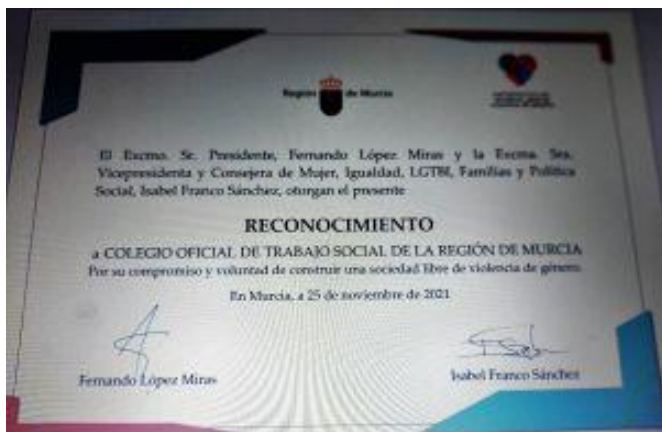 Región de Murcia
El Excmo. Sr. Presidente, Fernando López Miras y la Excma. Sra.
Vicepresidenta y Consejera de Mujer, Igualdad, LGTBI, Familias y Política
Social, Isabel Franco Sánchez, otorgan el presente
RECONOCIMIENTO
a COLEGIO OFICIAL DE TRABAJO SOCIAL DE LA REGIÓN DE MURCIA
Por su compromiso y voluntad de construir una sociedad libre de violencia de género.
En Murcia, a 25 de noviembre de 2021
Fernando López Miras
Isabel Franco Sánchez